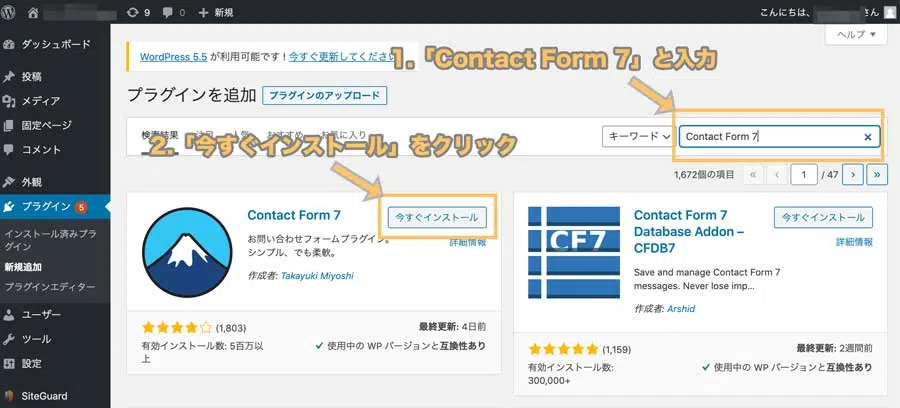 9 0 + 新規
こんにちは、 さん
ダッシュボード
投稿
メディア
固定ページ
コメント
外観
プラグイン 5
インストール済みプラグイン
新規追加
プラグインエディター
ユーザー
ツール
設定
SiteGuard
ヘルプ ▼
WordPress 5.5 が利用可能です ! 今すぐ更新してください
1.「Contact Form 7」と入力
プラグインを追加 プラグインのアップロード
検索結果 注目 人気 おすすめ お気に入り
キーワード Contact Form 7 ×
2.「今すぐインストール」をクリック
1,672個の項目 « ‹ 1 / 47 › »
Contact Form 7
今すぐインストール
詳細情報
お問い合わせフォームプラグイン。
シンプル、でも柔軟。
作成者: Takayuki Miyoshi
(1,803)
最終更新: 4日前
有効インストール数: 5百万以
上
使用中の WP バージョンと互換性あり
CF7
Contact Form 7
Database Addon –
CFDB7
今すぐインストール
詳細情報
Save and manage Contact Form 7
messages. Never lose imp…
作成者: Arshid
(1,159)
最終更新: 2週間前
有効インストール数:
300,000+
使用中の WP バージョンと互換性あり